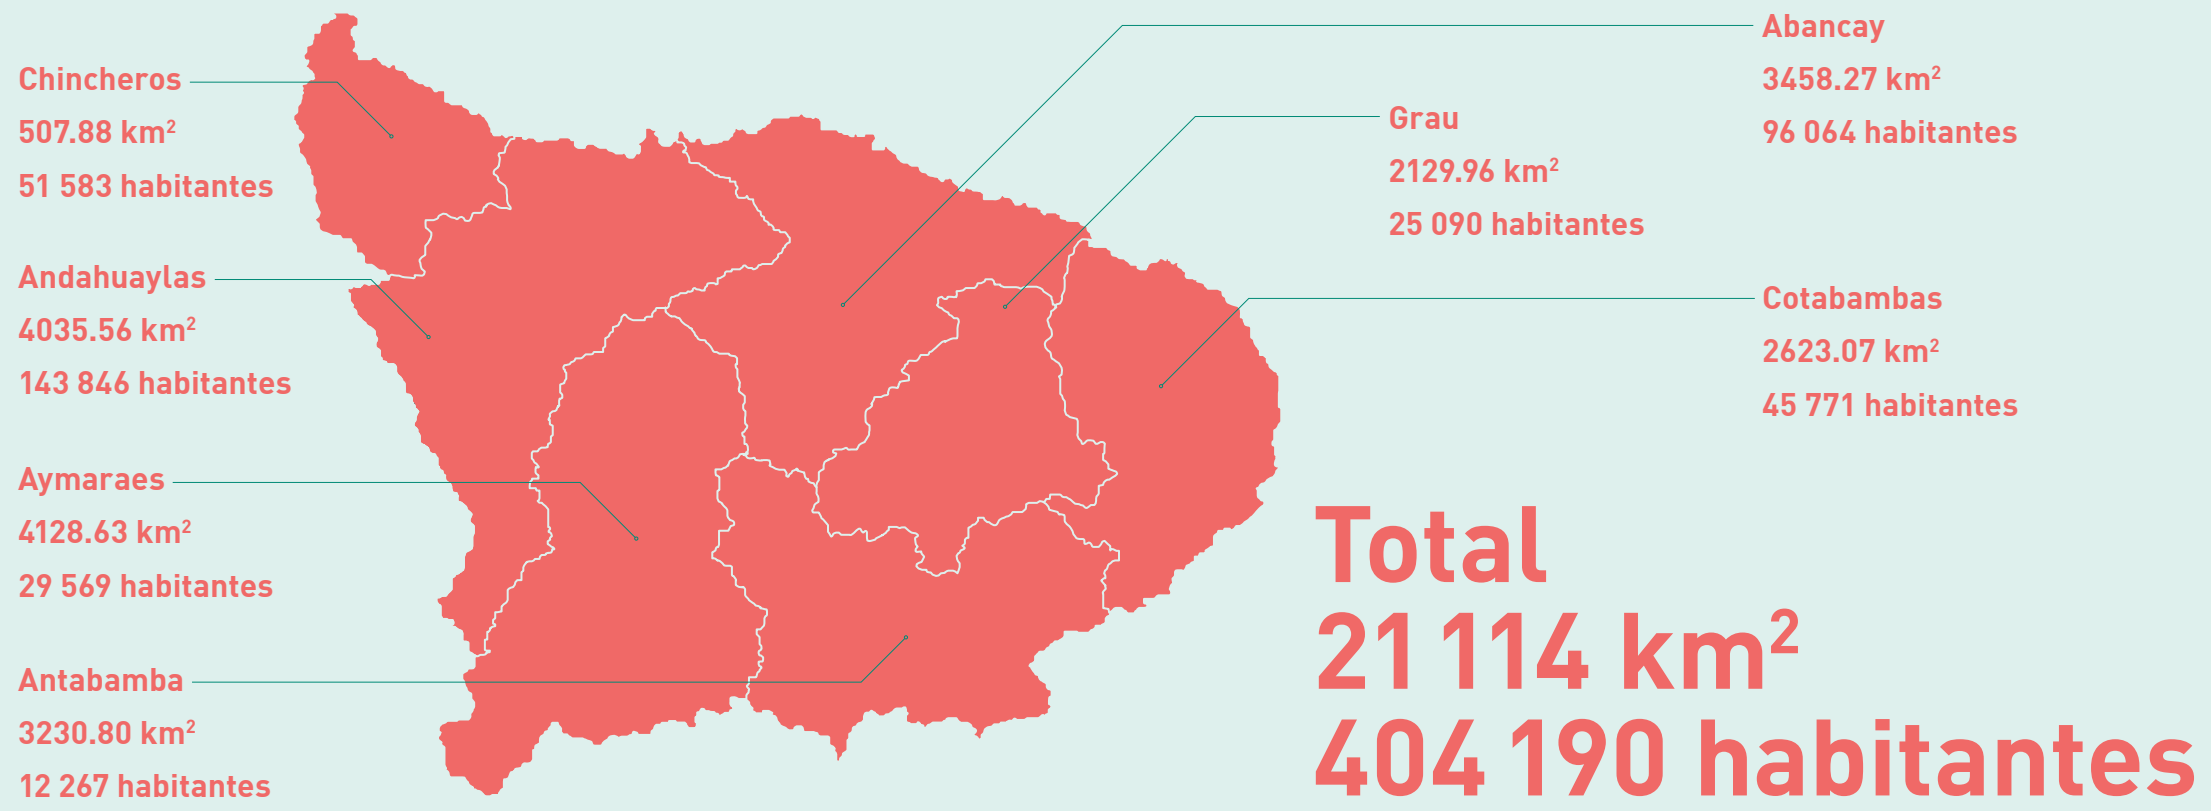 Chincheros
507.88 km²
51 583 habitantes
Andahuaylas
4035.56 km²
143 846 habitantes
Aymaraes
4128.63 km²
29 569 habitantes
Antabamba
3230.80 km²
12 267 habitantes
Abancay
3458.27 km²
96 064 habitantes
Grau
2129.96 km²
25 090 habitantes
Cotabambas
2623.07 km²
45 771 habitantes
Total
21 114 km²
404 190 habitantes